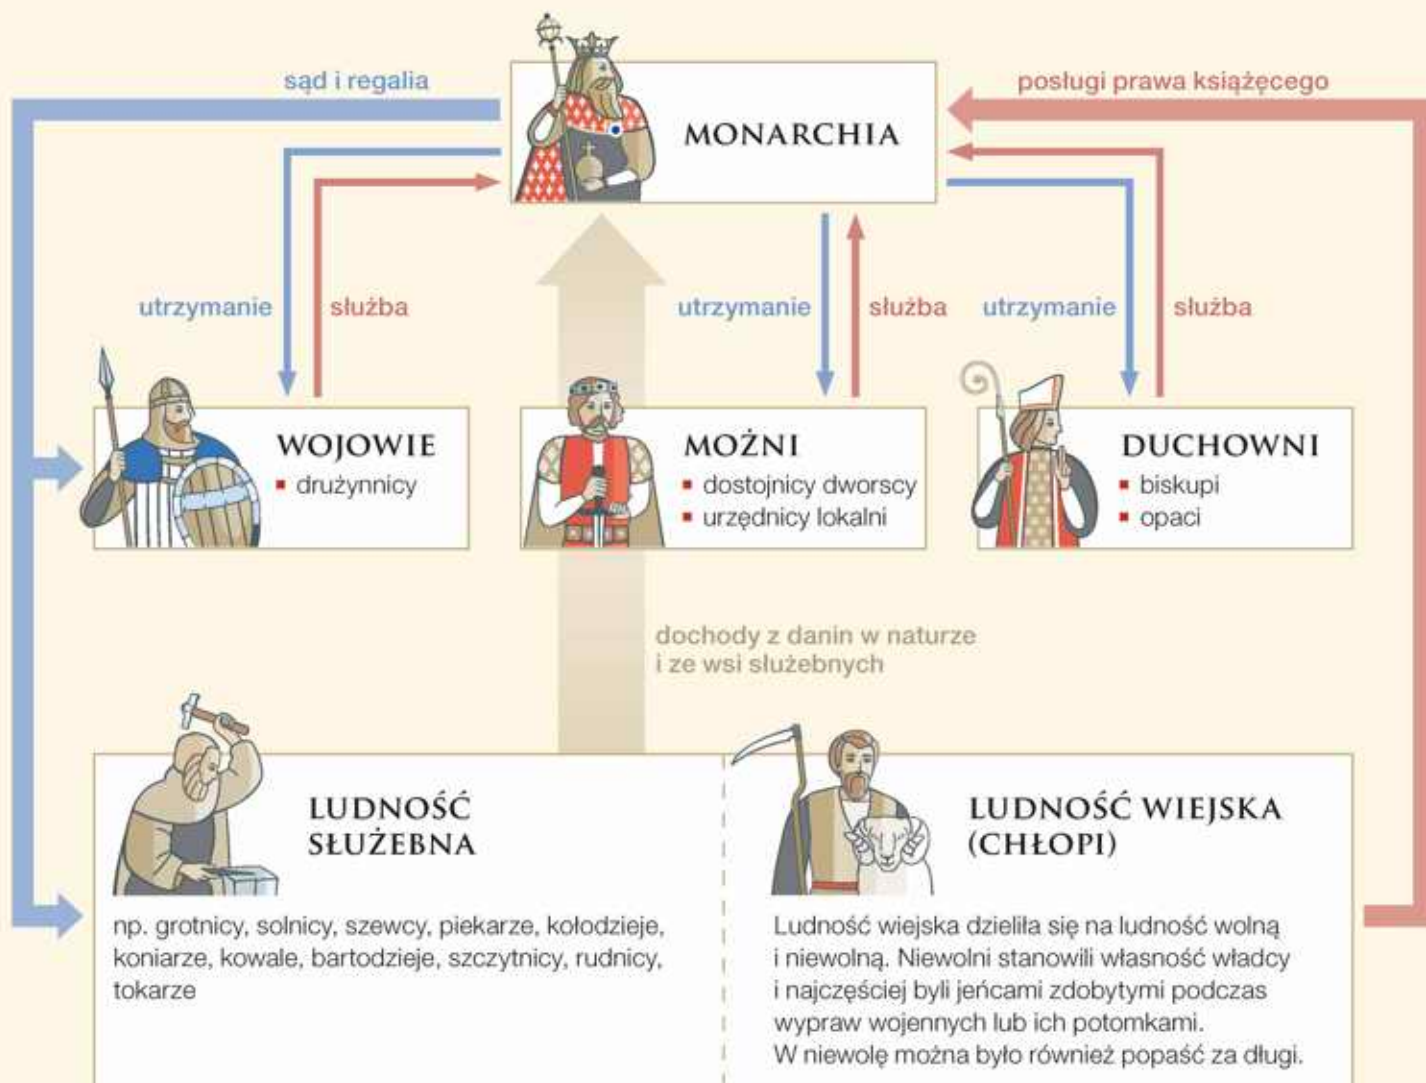 sąd i regalia
posługi prawa książęcego
MONARCHIA
utrzymanie
służba
utrzymanie
służba
utrzymanie
służba
WOJOWIE
▪ drużynnicy
MOŻNI
▪ dostojnicy dworscy
▪ urzędnicy lokalni
DUCHOWNI
▪ biskupi
▪ opaci
dochody z danin w naturze
i ze wsi służebnych
LUDNOŚĆ
SŁUŻEBNA
np. grotnicy, solnicy, szewcy, piekarze, kołodzieje,
koniarze, kowale, bartodzieje, szczytnicy, rudnicy,
tokarze
LUDNOŚĆ WIEJSKA
(CHŁOPI)
Ludność wiejska dzieliła się na ludność wolną
i niewolną. Niewolni stanowili własność władcy
i najczęściej byli jeńcami zdobytymi podczas
wypraw wojennych lub ich potomkami.
W niewolę można było również popaść za długi.